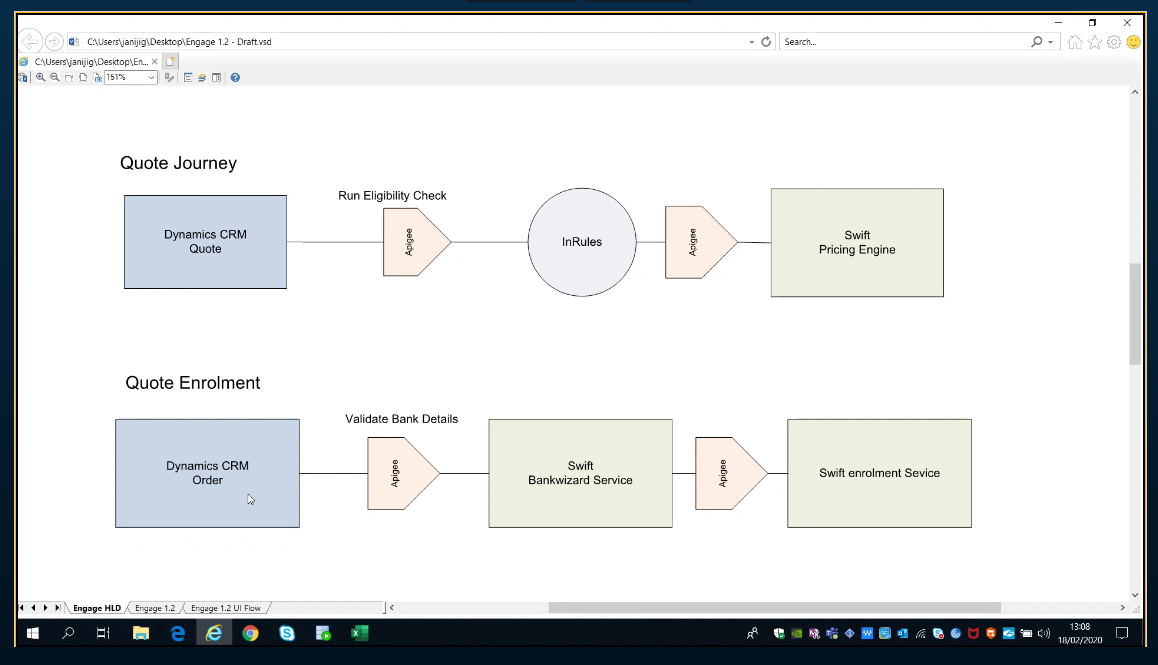 C:\Users\janijig\Desktop\Engage 1.2 - Draft.vsd
Search...
C:\Users\janijig\Desktop\En...
151%
Quote Journey
Run Eligibility Check
Dynamics CRM
Quote
Apigee
InRules
Apigee
Swift
Pricing Engine
Quote Enrolment
Validate Bank Details
Dynamics CRM
Order
Apigee
Swift
Bankwizard Service
Apigee
Swift enrolment Sevice
Engage HLD
Engage 1.2
Engage 1.2 UI Flow
13:08
18/02/2020